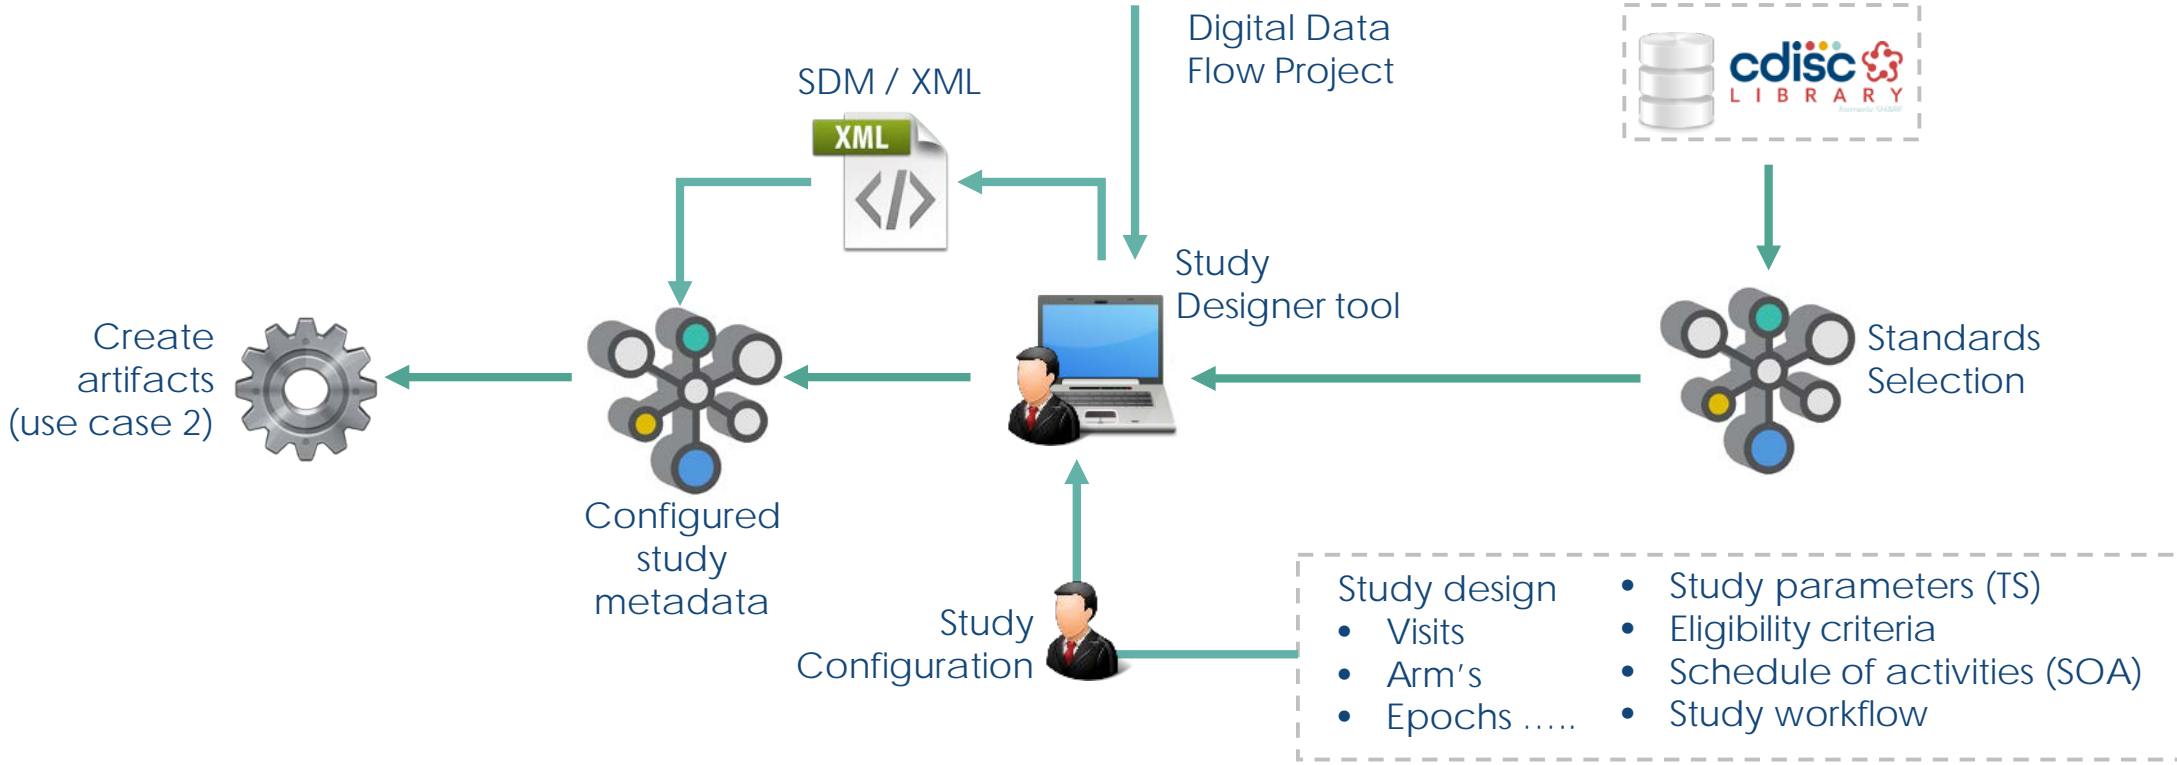 Digital Data
Flow Project
cdisc
LIBRARY
formerly SHARE
SDM / XML
XML
</>
Study
Designer tool
Create
artifacts
(use case 2)
Standards
Selection
Configured
study
metadata
Study
Configuration
Study design
• Visits
• Arm's
• Epochs .....
• Study parameters (TS)
• Eligibility criteria
• Schedule of activities (SOA)
• Study workflow